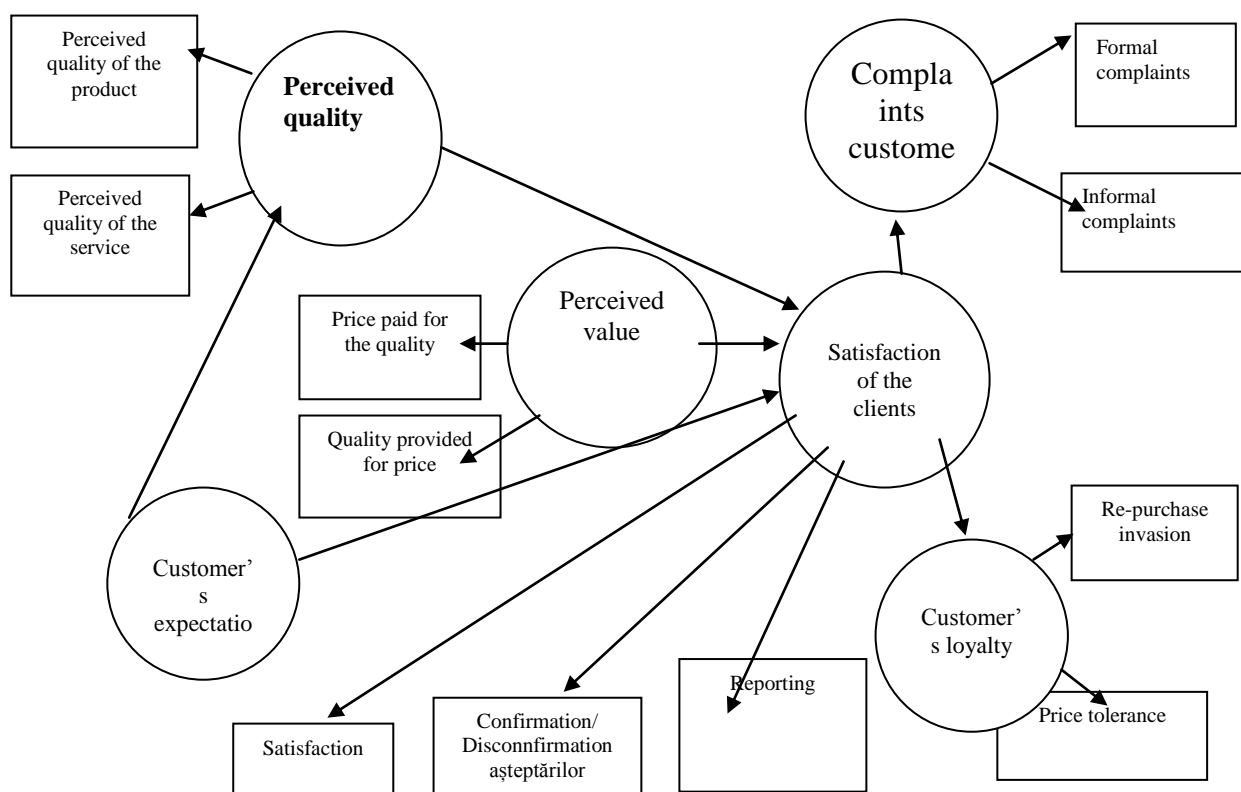 Perceived
quality of the
product
Perceived
quality
Compla
ints
custome
Formal
complaints
Perceived
quality of the
service
Informal
complaints
Price paid for
the quality
Perceived
value
Satisfaction
of the
clients
Quality provided
for price
Customer’
s
expectatio
Re-purchase
invasion
Customer’
s loyalty
Satisfaction
Confirmation/
Disconnfirmation
așteptărilor
Reporting
Price tolerance